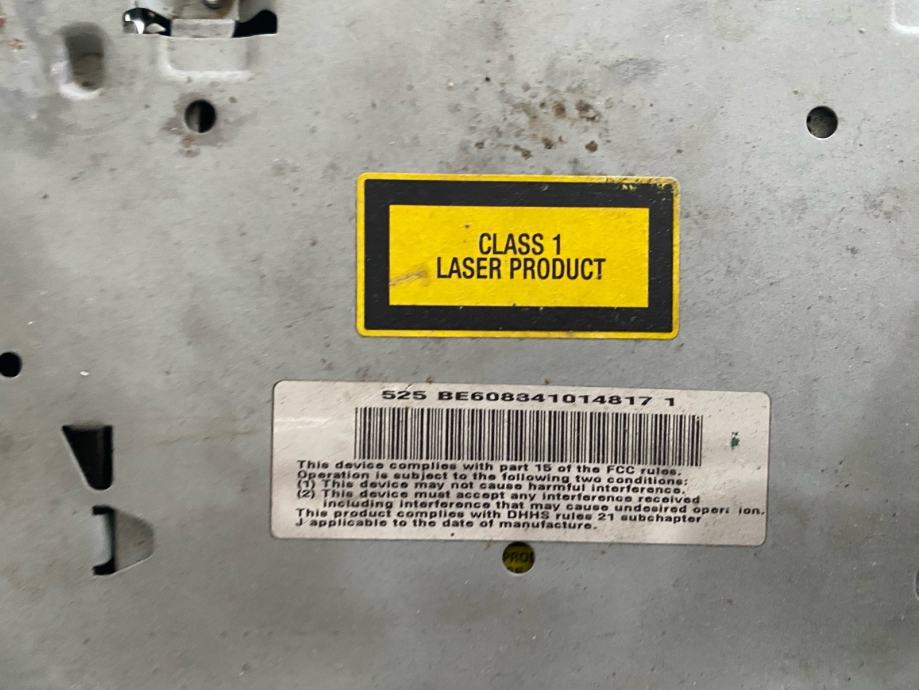 CLASS 1
LASER PRODUCT
525 BE608341014817 1
This device complies with part 15 of the FCC rules.
Operation is subject to the following two conditions:
(1) This device may not cause harmful interference.
(2) This device must accept any interference received
including interference that may cause undesired oper ion.
This product complies with DHHS rules 21 subchapter
J applicable to the date of manufacture.
PRO